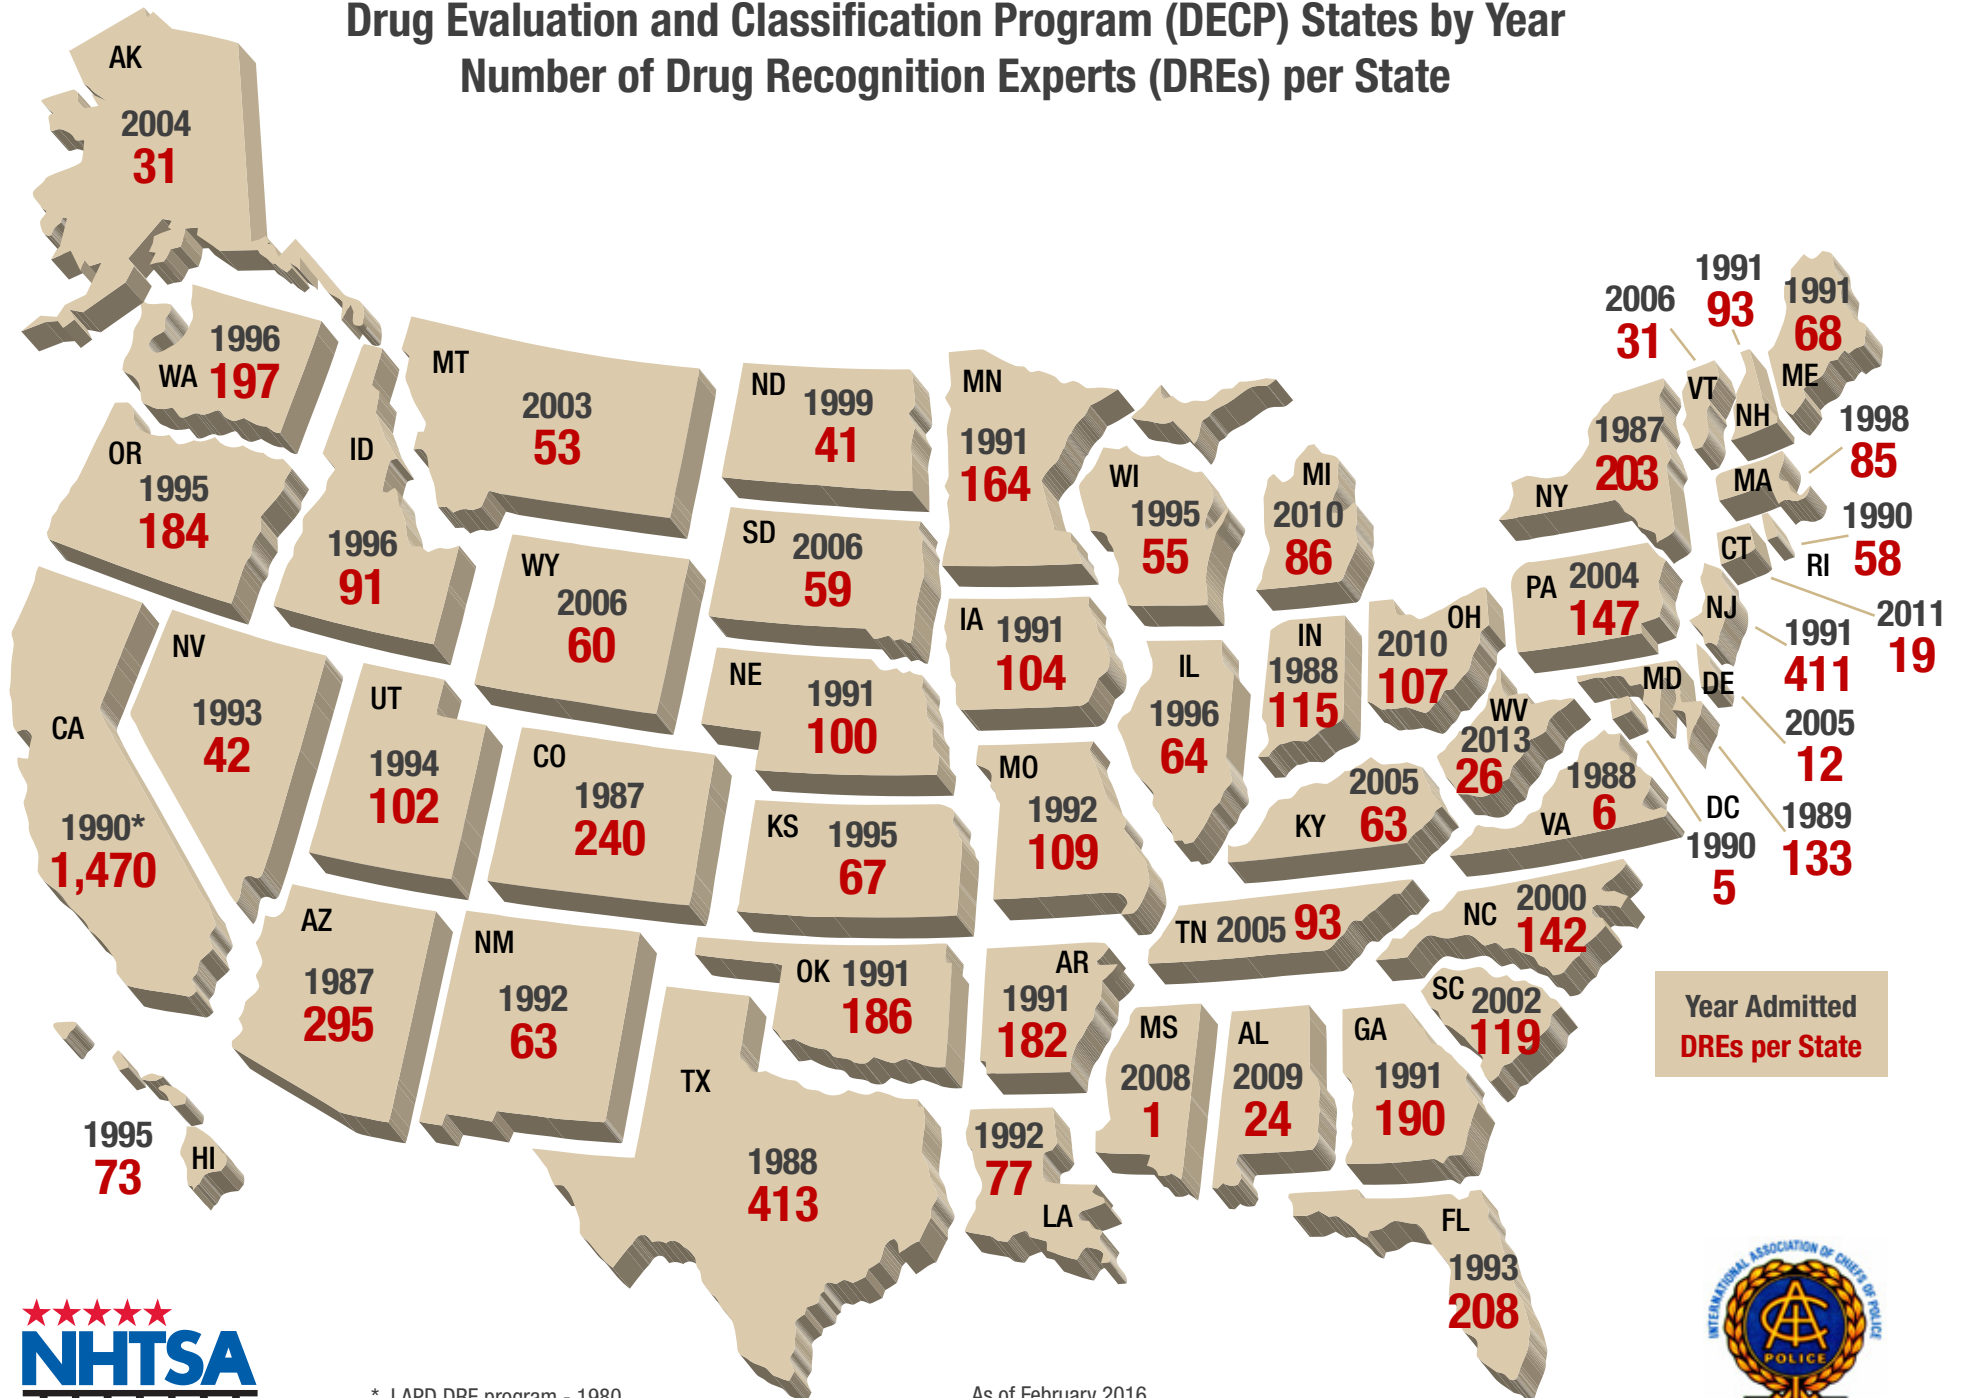 Drug Evaluation and Classification Program (DECP) States by Year
Number of Drug Recognition Experts (DREs) per State
AK
2004
31
WA
1996
197
OR
1995
184
ID
1996
91
MT
2003
53
ND
1999
41
MN
1991
164
WI
1995
55
MI
2010
86
2006
31
VT
1991
93
NH
1991
68
ME
1987
203
NY
1998
85
MA
1990
58
RI
CT
2011
19
SD
2006
59
WY
2006
60
IA
1991
104
NE
1991
100
IL
1996
64
IN
1988
115
OH
2010
107
PA
2004
147
NJ
1991
411
MD
1989
133
DE
2005
12
DC
1990
5
WV
2013
26
VA
1988
6
KY
2005
63
CA
1990*
1,470
NV
1993
42
UT
1994
102
CO
1987
240
KS
1995
67
MO
1992
109
TN 2005 93
NC
2000
142
SC
2002
119
AZ
1987
295
NM
1992
63
OK
1991
186
AR
1991
182
MS
2008
1
AL
2009
24
GA
1991
190
TX
1988
413
1992
77
LA
FL
1993
208
1995
73
HI
Year Admitted
DREs per State
NHTSA
* LAPD DRE program - 1980
As of February 2016
INTERNATIONAL ASSOCIATION OF CHIEFS OF POLICE
IACP
POLICE